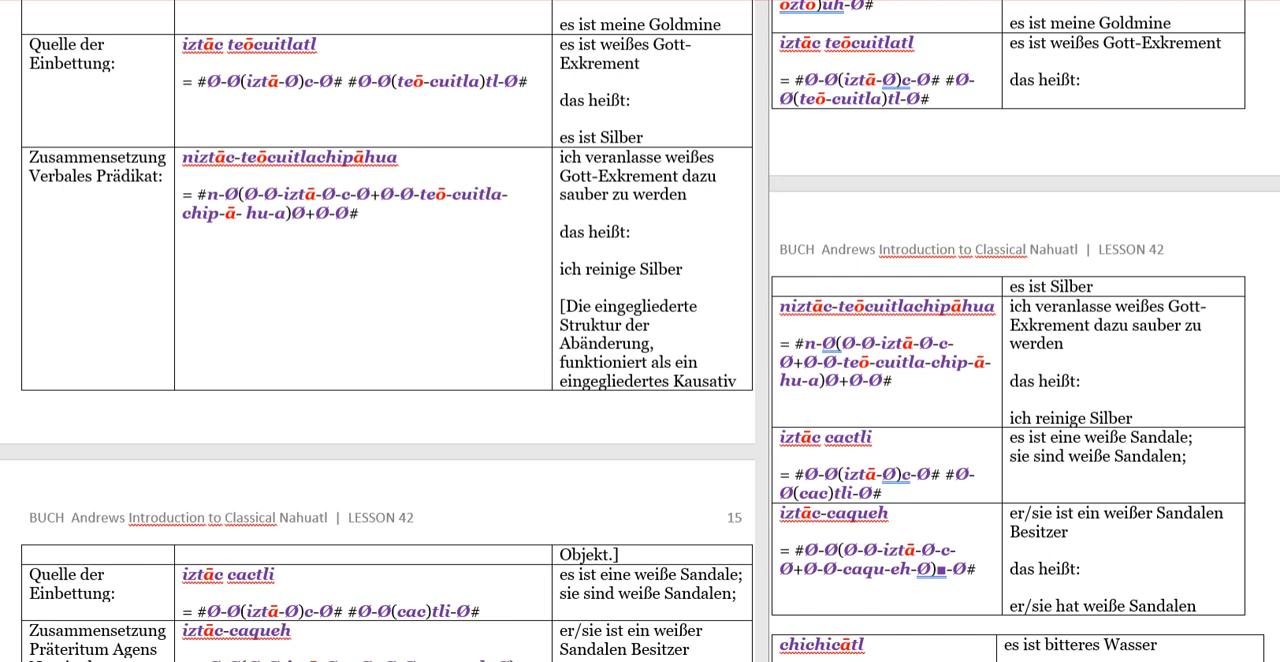 es ist meine Goldmine
Quelle der
Einbettung:
iztāc teōcuitlatl
= #Ø-Ø(iztā-Ø)c-Ø# #Ø-Ø(teō-cuitla)tl-Ø#
es ist weißes Gott-
Exkrement
das heißt:
es ist Silber
Zusammensetzung
Verbales Prädikat:
niztāc-teōcuitlachipāhua
= #n-Ø(Ø-Ø-iztā-Ø-c-Ø+Ø-Ø-teō-cuitla-
chip-ā- hu-a)Ø+Ø-Ø#
ich veranlasse weißes
Gott-Exkrement dazu
sauber zu werden
das heißt:
ich reinige Silber
[Die eingegliederte
Struktur der
Abänderung,
funktioniert als ein
eingegliedertes Kausativ
BUCH Andrews Introduction to Classical Nahuatl | LESSON 42
15
Objekt.]
Quelle der
Einbettung:
iztāc cactli
= #Ø-Ø(iztā-Ø)c-Ø# #Ø-Ø(cac)tli-Ø#
es ist eine weiße Sandale;
sie sind weiße Sandalen;
Zusammensetzung
Präteritum Agens
iztāc-caqueh
er/sie ist ein weißer
Sandalen Besitzer
ozto)uh-Ø#
es ist meine Goldmine
iztāc teōcuitlatl
= #Ø-Ø(iztā-Ø)c-Ø# #Ø-
Ø(teō-cuitla)tl-Ø#
es ist weißes Gott-Exkrement
das heißt:
BUCH Andrews Introduction to Classical Nahuatl | LESSON 42
es ist Silber
niztāc-teōcuitlachipāhua
= #n-Ø(Ø-Ø-iztā-Ø-c-
Ø+Ø-Ø-teō-cuitla-chip-ā-
hu-a)Ø+Ø-Ø#
ich veranlasse weißes Gott-
Exkrement dazu sauber zu
werden
das heißt:
ich reinige Silber
iztāc cactli
= #Ø-Ø(iztā-Ø)c-Ø# #Ø-
Ø(cac)tli-Ø#
es ist eine weiße Sandale;
sie sind weiße Sandalen;
iztāc-caqueh
= #Ø-Ø(Ø-Ø-iztā-Ø-c-
Ø+Ø-Ø-caqu-eh-Ø)■-Ø#
er/sie ist ein weißer Sandalen
Besitzer
das heißt:
er/sie hat weiße Sandalen
chichicātl
es ist bitteres Wasser